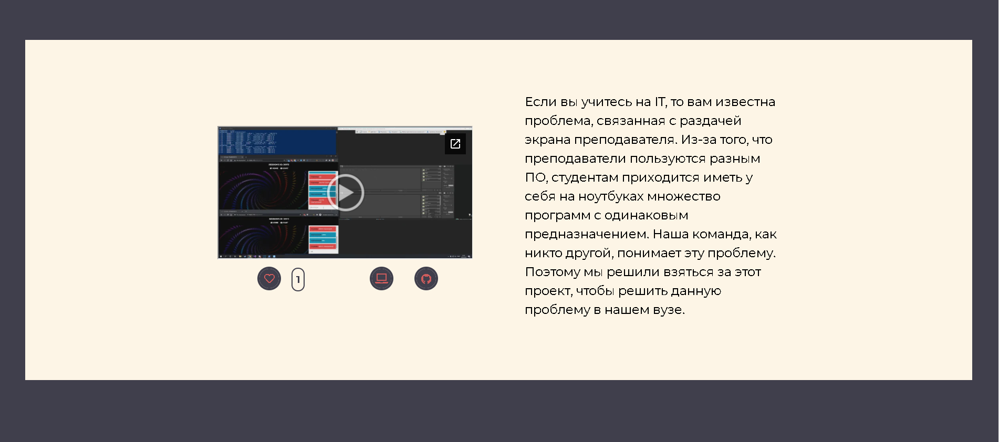 Если вы учитесь на IT, то вам известна
проблема, связанная с раздачей
экрана преподавателя. Из-за того, что
преподаватели пользуются разным
ПО, студентам приходится иметь у
себя на ноутбуках множество
программ с одинаковым
предназначением. Наша команда, как
никто другой, понимает эту проблему.
Поэтому мы решили взяться за этот
проект, чтобы решить данную
проблему в нашем вузе.
1